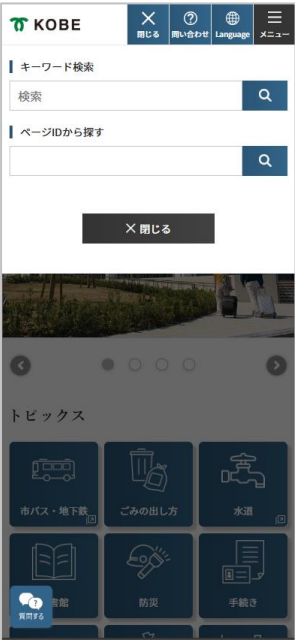 KOBE
閉じる
問い合わせ
Language
メニュー
キーワード検索
検索
ページIDから探す
閉じる
トピックス
市バス・地下鉄
ごみの出し方
水道
書館
防災
手続き
質問する